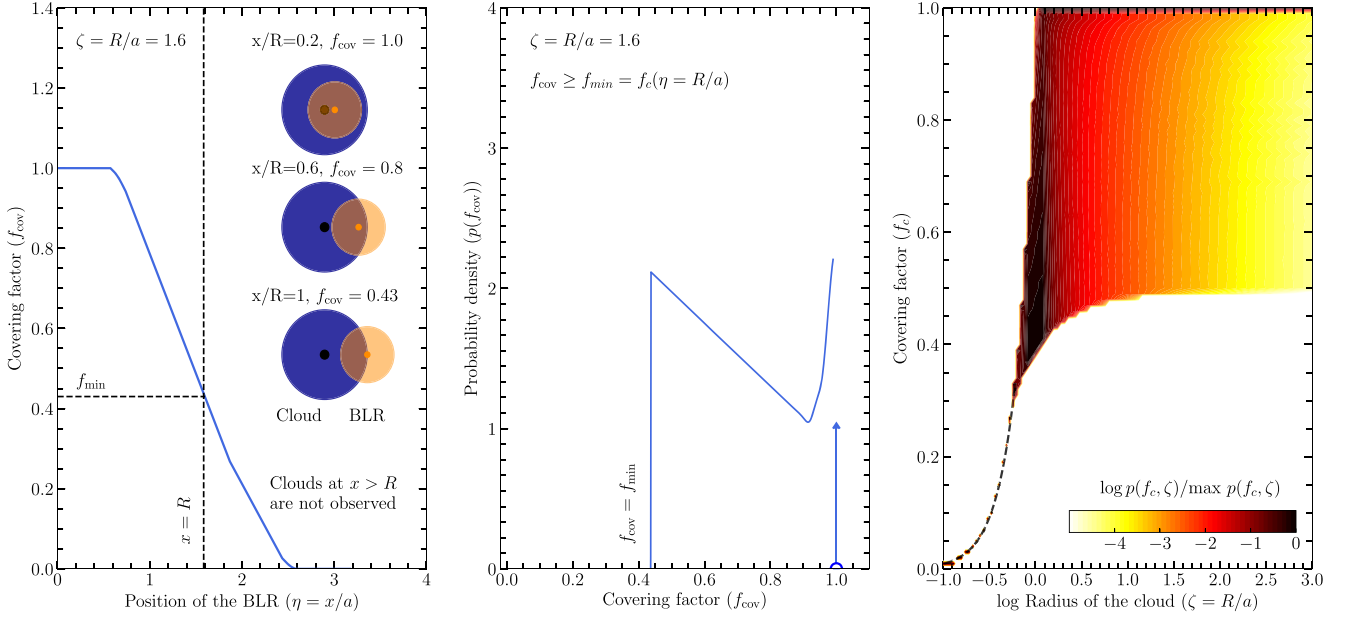 ζ = R/a = 1.6
x/R=0.2, f_cov = 1.0
x/R=0.6, f_cov = 0.8
x/R=1, f_cov = 0.43
Cloud BLR
f_min
x = R
Clouds at x > R
are not observed
Covering factor (f_cov)
1.4
1.2
1.0
0.8
0.6
0.4
0.2
0.0
0 1 2 3 4
Position of the BLR (η = x/a)
ζ = R/a = 1.6
f_cov ≥ f_min = f_c(η = R/a)
f_cov = f_min
Probability density (p(f_cov))
4
3
2
1
0
0.0 0.2 0.4 0.6 0.8 1.0
Covering factor (f_cov)
Covering factor (f_c)
1.0
0.8
0.6
0.4
0.2
0.0
log p(f_c, ζ)/max p(f_c, ζ)
−4 −3 −2 −1 0
−1.0 −0.5 0.0 0.5 1.0 1.5 2.0 2.5 3.0
log Radius of the cloud (ζ = R/a)